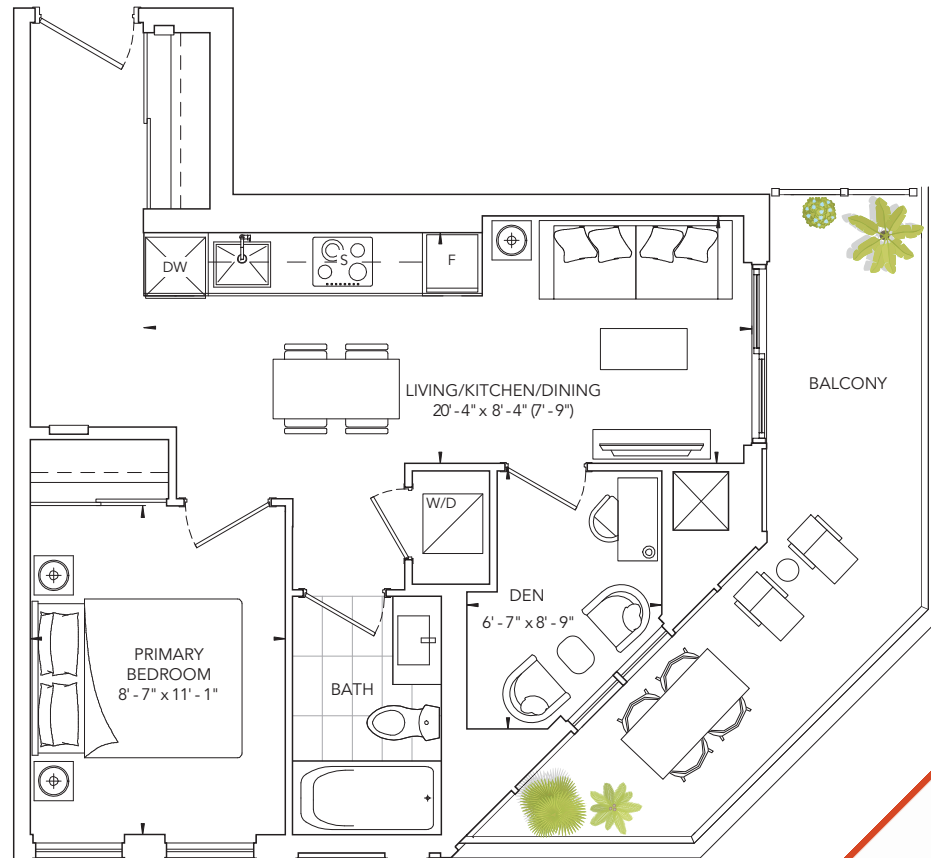 DW
S
F
LIVING/KITCHEN/DINING
20'-4" x 8'-4" (7'-9")
BALCONY
W/D
DEN
6'-7" x 8'-9"
PRIMARY
BEDROOM
8'-7" x 11'-1"
BATH